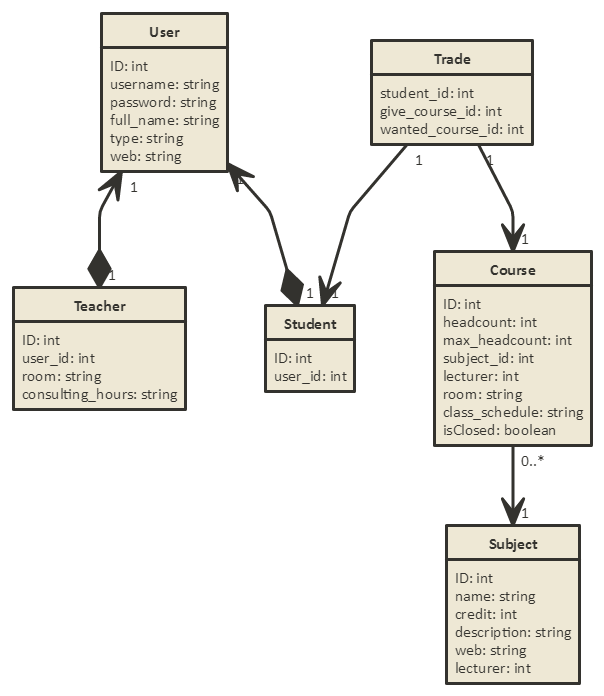 User
ID: int
username: string
password: string
full_name: string
type: string
web: string
Trade
student_id: int
give_course_id: int
wanted_course_id: int
1
1
1
1
1
Teacher
ID: int
user_id: int
room: string
consulting_hours: string
1
1
1
Student
ID: int
user_id: int
Course
ID: int
headcount: int
max_headcount: int
subject_id: int
lecturer: int
room: string
class_schedule: string
isClosed: boolean
0..*
1
Subject
ID: int
name: string
credit: int
description: string
web: string
lecturer: int